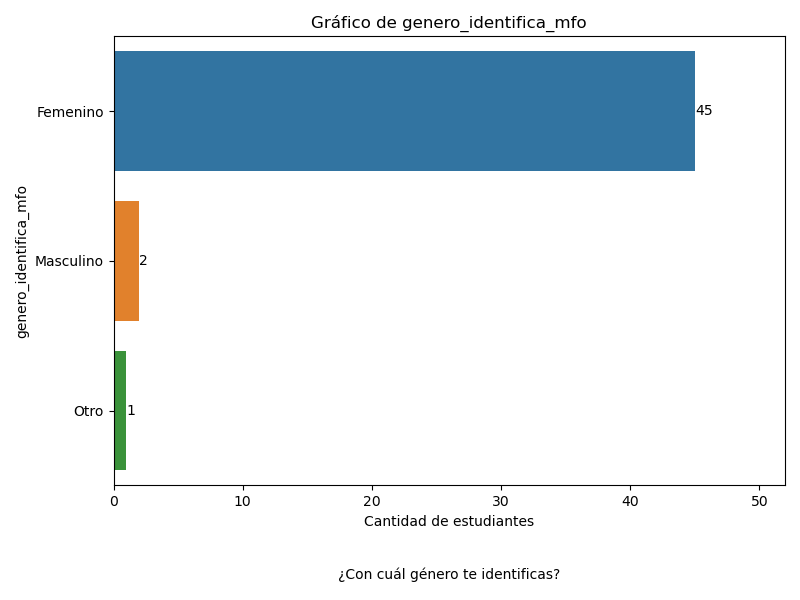 Gráfico de genero_identifica_mfo
genero_identifica_mfo
Femenino
45
Masculino
2
Otro
1
0 10 20 30 40 50
Cantidad de estudiantes
¿Con cuál género te identificas?